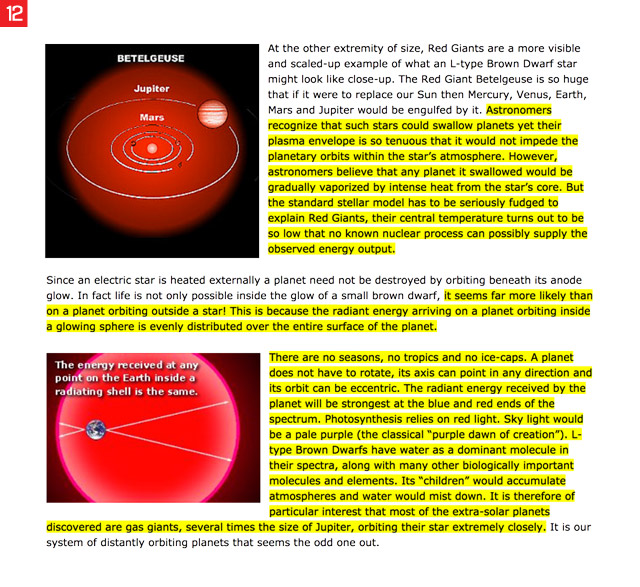 12
BETELGEUSE
Jupiter
Mars
At the other extremity of size, Red Giants are a more visible
and scaled-up example of what an L-type Brown Dwarf star
might look like close-up. The Red Giant Betelgeuse is so huge
that if it were to replace our Sun then Mercury, Venus, Earth,
Mars and Jupiter would be engulfed by it. Astronomers
recognize that such stars could swallow planets yet their
plasma envelope is so tenuous that it would not impede the
planetary orbits within the star's atmosphere. However,
astronomers believe that any planet it swallowed would be
gradually vaporized by intense heat from the star's core. But
the standard stellar model has to be seriously fudged to
explain Red Giants, their central temperature turns out to be
so low that no known nuclear process can possibly supply the
observed energy output.
Since an electric star is heated externally a planet need not be destroyed by orbiting beneath its anode
glow. In fact life is not only possible inside the glow of a small brown dwarf, it seems far more likely than
on a planet orbiting outside a star! This is because the radiant energy arriving on a planet orbiting inside
a glowing sphere is evenly distributed over the entire surface of the planet.
The energy received at any
point on the Earth inside a
radiating shell is the same.
There are no seasons, no tropics and no ice-caps. A planet
does not have to rotate, its axis can point in any direction and
its orbit can be eccentric. The radiant energy received by the
planet will be strongest at the blue and red ends of the
spectrum. Photosynthesis relies on red light. Sky light would
be a pale purple (the classical "purple dawn of creation"). L-
type Brown Dwarfs have water as a dominant molecule in
their spectra, along with many other biologically important
molecules and elements. Its "children" would accumulate
atmospheres and water would mist down. It is therefore of
particular interest that most of the extra-solar planets
discovered are gas giants, several times the size of Jupiter, orbiting their star extremely closely. It is our
system of distantly orbiting planets that seems the odd one out.